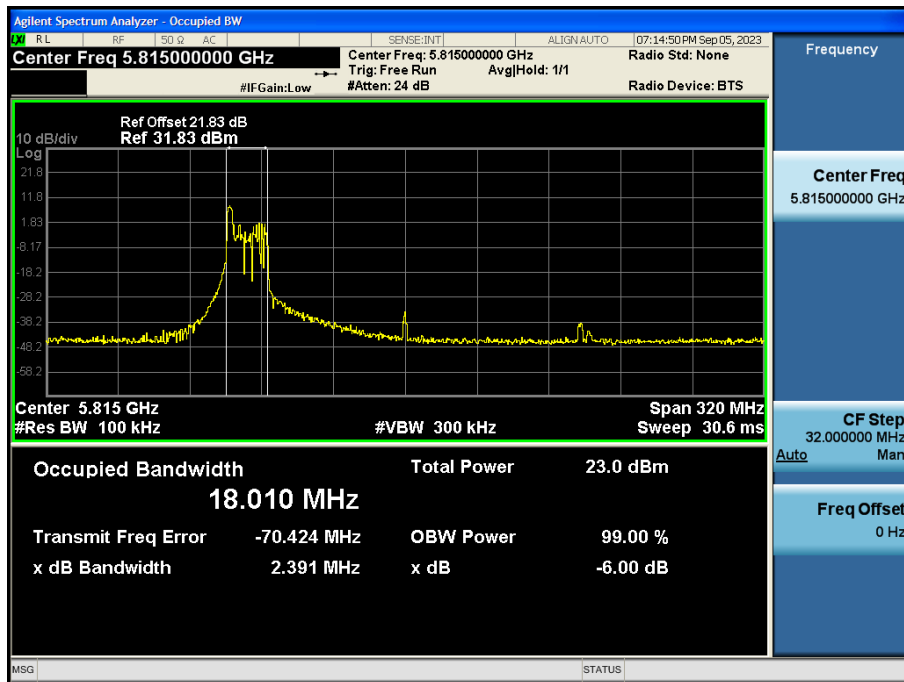 Agilent Spectrum Analyzer - Occupied BW
LXI RL RF 50 Ω AC SENSE:INT ALIGN AUTO 07:14:50 PM Sep 05, 2023
Center Freq 5.815000000 GHz Center Freq: 5.815000000 GHz Radio Std: None
Trig: Free Run Avg|Hold: 1/1
#IFGain:Low #Atten: 24 dB Radio Device: BTS
Ref Offset 21.83 dB
10 dB/div Ref 31.83 dBm
Log
21.8
11.8
1.83
-8.17
-18.2
-28.2
-38.2
-48.2
-58.2
Center 5.815 GHz Span 320 MHz
#Res BW 100 kHz #VBW 300 kHz Sweep 30.6 ms
Occupied Bandwidth Total Power 23.0 dBm
18.010 MHz
Transmit Freq Error -70.424 MHz OBW Power 99.00 %
x dB Bandwidth 2.391 MHz x dB -6.00 dB
MSG STATUS
Frequency
Center Freq
5.815000000 GHz
CF Step
32.000000 MHz
Auto Man
Freq Offset
0 Hz